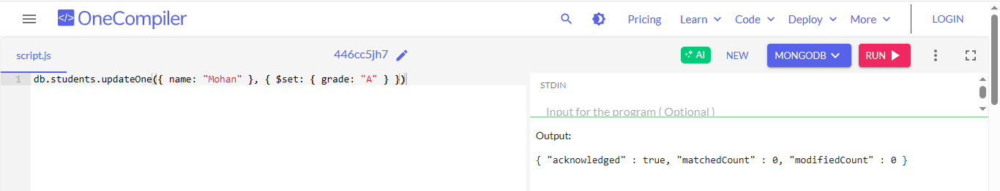 </> OneCompiler Pricing Learn Code Deploy More LOGIN
script.js 446cc5jh7 AI NEW MONGODB RUN
1 db.students.updateOne({ name: "Mohan" }, { $set: { grade: "A" } })
STDIN
Input for the program ( Optional )
Output:
{ "acknowledged" : true, "matchedCount" : 0, "modifiedCount" : 0 }